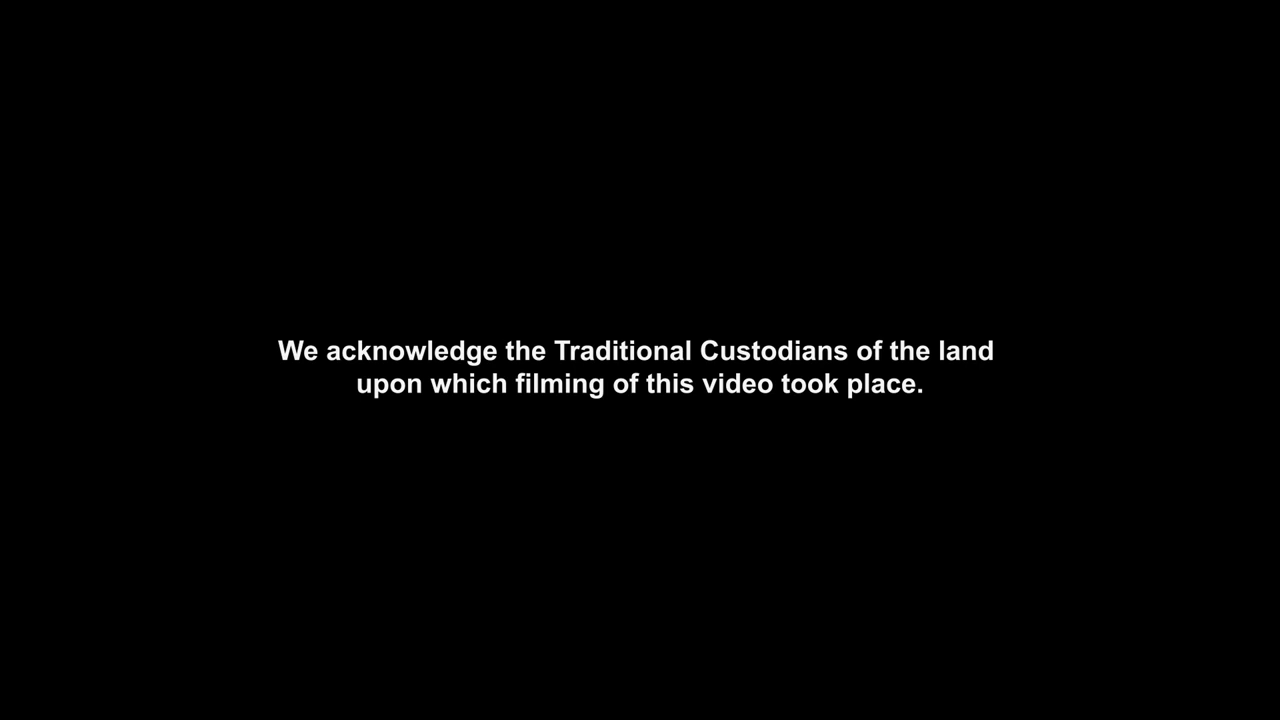 We acknowledge the Traditional Custodians of the land
upon which filming of this video took place.